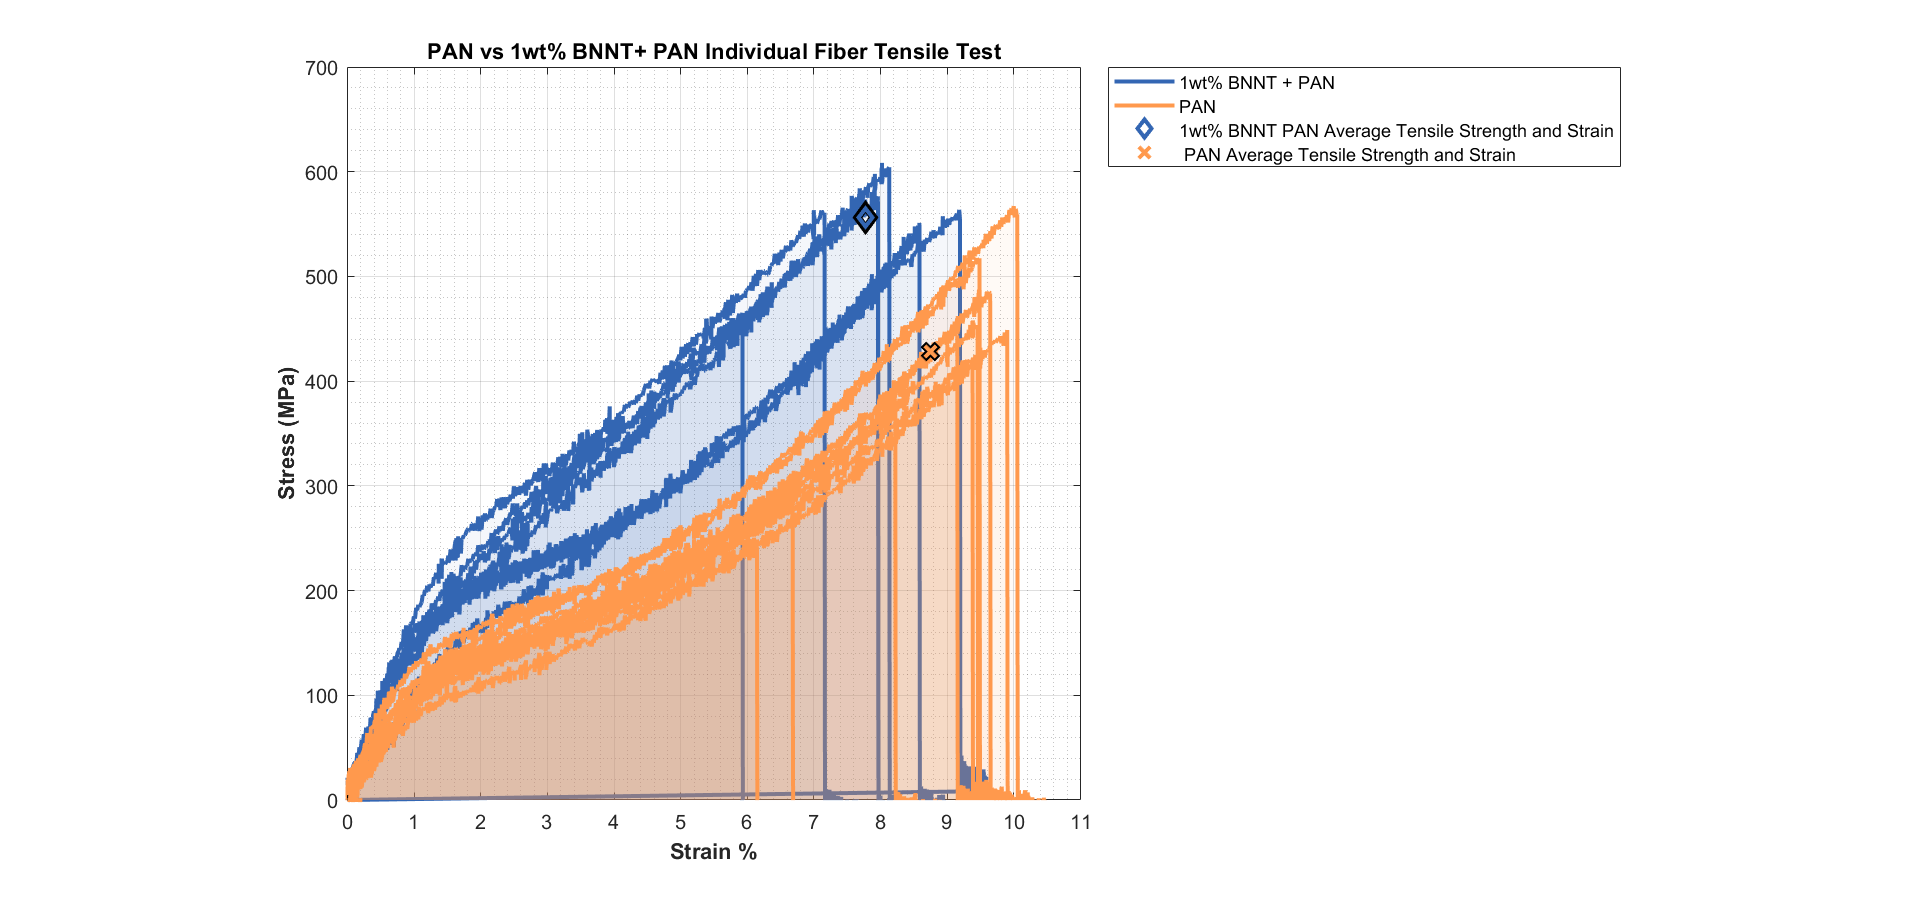 PAN vs 1wt% BNNT+ PAN Individual Fiber Tensile Test
700
600
500
400
300
200
100
0
Stress (MPa)
0 1 2 3 4 5 6 7 8 9 10 11
Strain %
1wt% BNNT + PAN
PAN
1wt% BNNT PAN Average Tensile Strength and Strain
PAN Average Tensile Strength and Strain